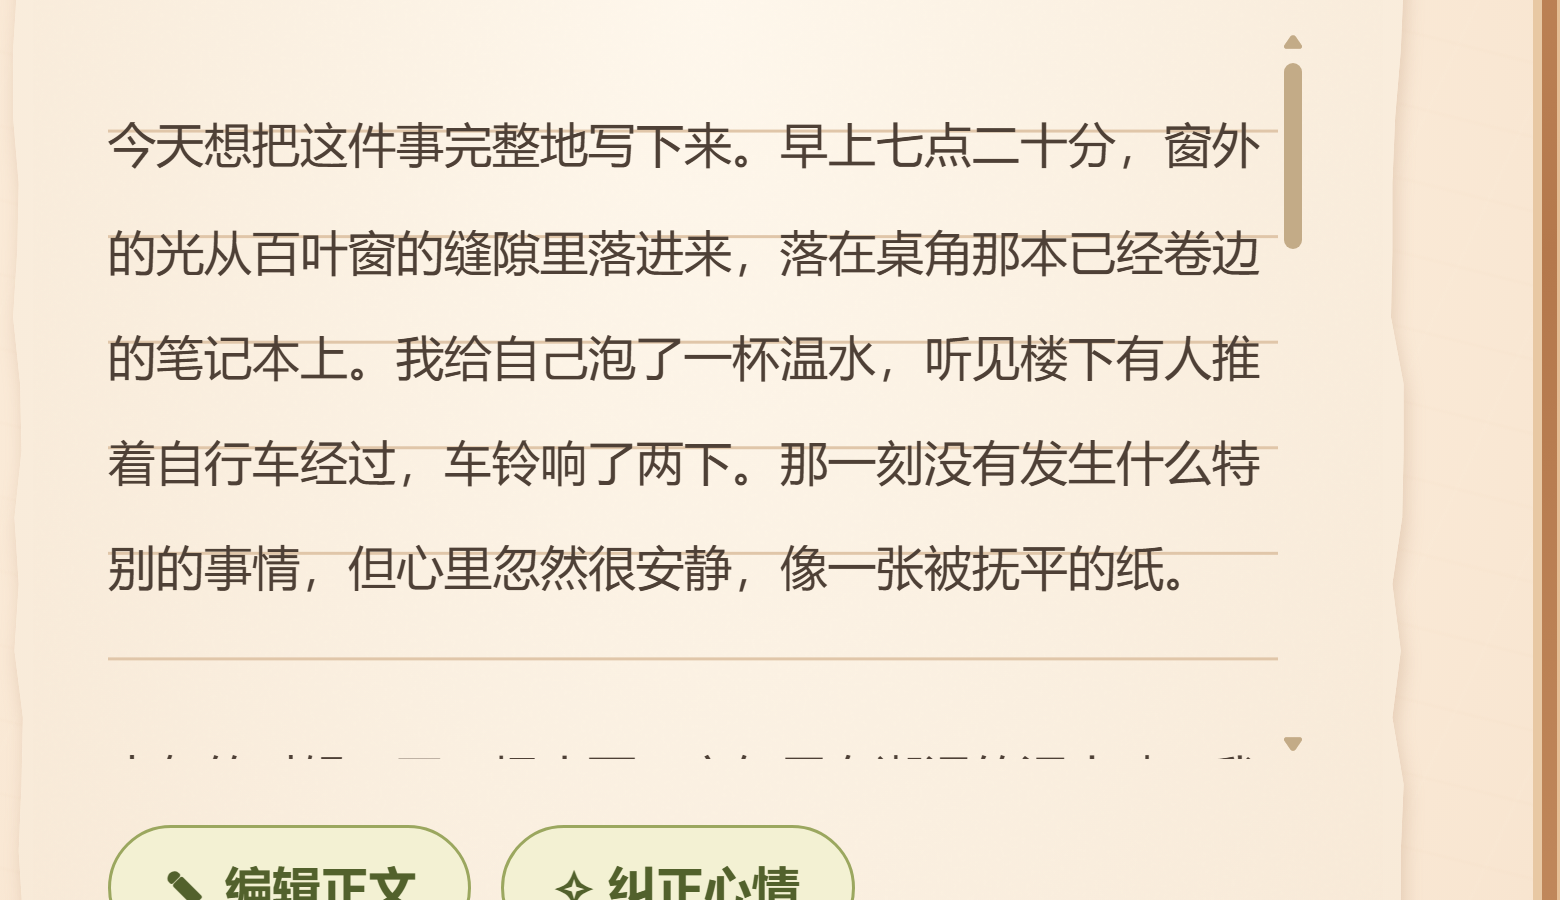 今天想把这件事完整地写下来。早上七点二十分，窗外
的光从百叶窗的缝隙里落进来，落在桌角那本已经卷边
的笔记本上。我给自己泡了一杯温水，听见楼下有人推
着自行车经过，车铃响了两下。那一刻没有发生什么特
别的事情，但心里忽然很安静，像一张被抚平的纸。
编辑正文
纠正心情